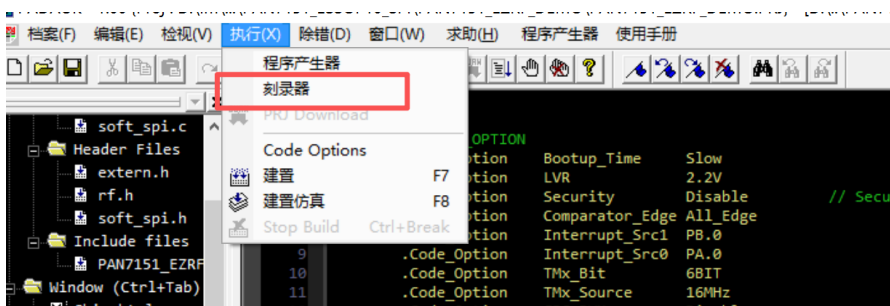 档案(F) 编辑(E) 检视(V) 执行(X) 除错(D) 窗口(W) 求助(H) 程序产生器 使用手册
程序产生器
刻录器
PRJ Download
Code Options
建置 F7
建置仿真 F8
Stop Build Ctrl+Break
soft_spi.c
Header Files
extern.h
rf.h
soft_spi.h
Include files
PAN7151_EZRF
Window (Ctrl+Tab)
_OPTION
ption Bootup_Time Slow
ption LVR 2.2V
ption Security Disable // Secu
ption Comparator_Edge All_Edge
ption Interrupt_Src1 PB.0
9 .Code_Option Interrupt_Src0 PA.0
10 .Code_Option TMx_Bit 6BIT
11 .Code_Option TMx_Source 16MHz